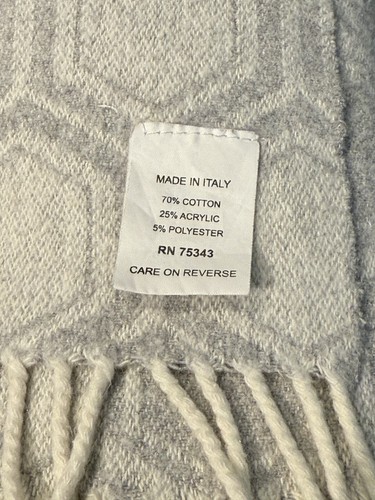 MADE IN ITALY
70% COTTON
25% ACRYLIC
5% POLYESTER
RN 75343
CARE ON REVERSE